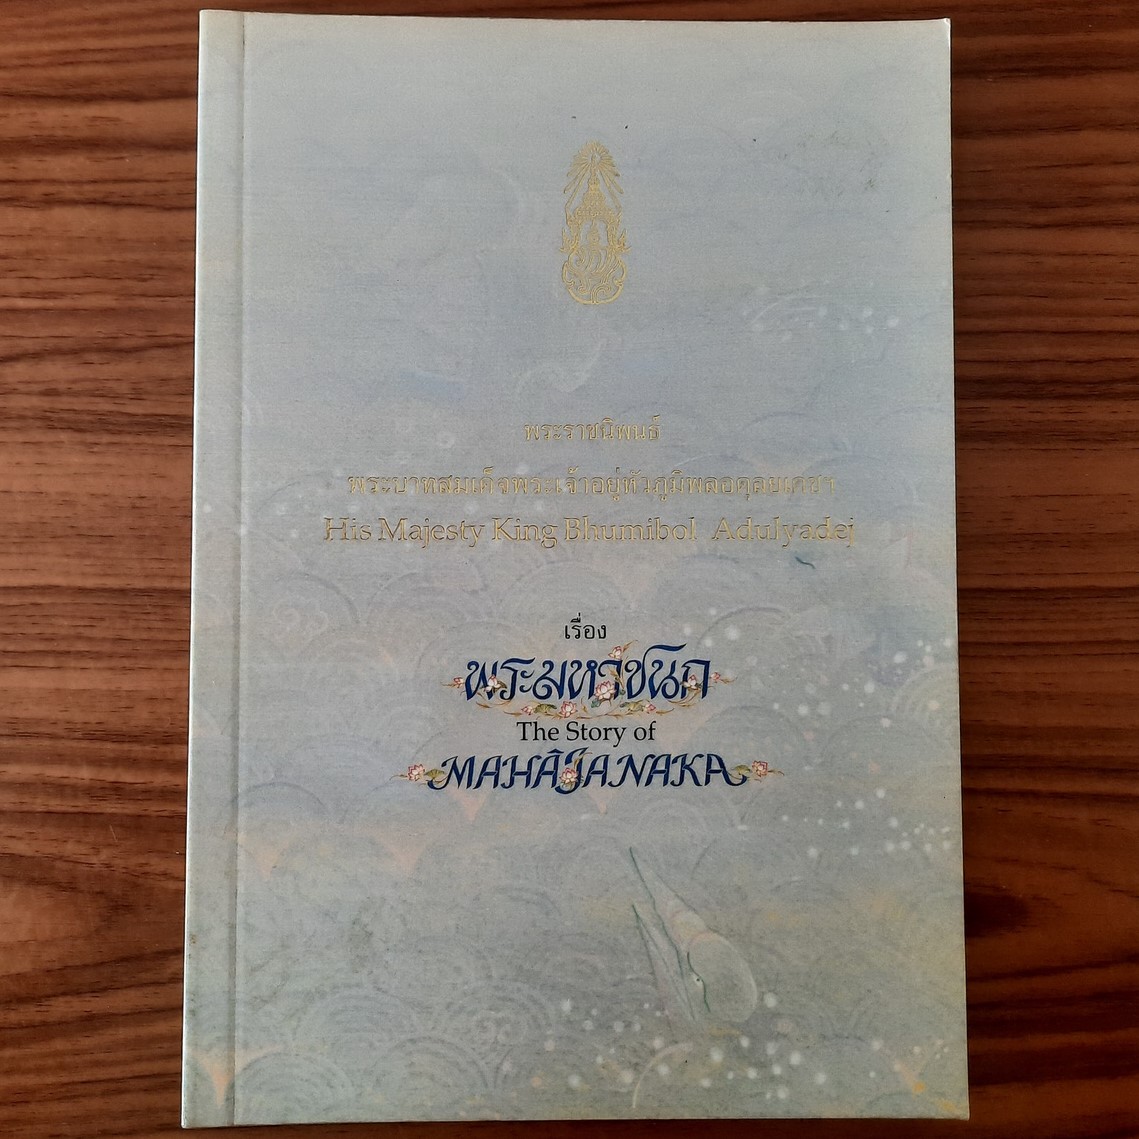 พระราชนิพนธ์
พระบาทสมเด็จพระเจ้าอยู่หัวภูมิพลอดุลยเดชฯ
His Majesty King Bhumibol Adulyadej
เรื่อง
พระมหาชนก
The Story of
MAHĀJANAKA